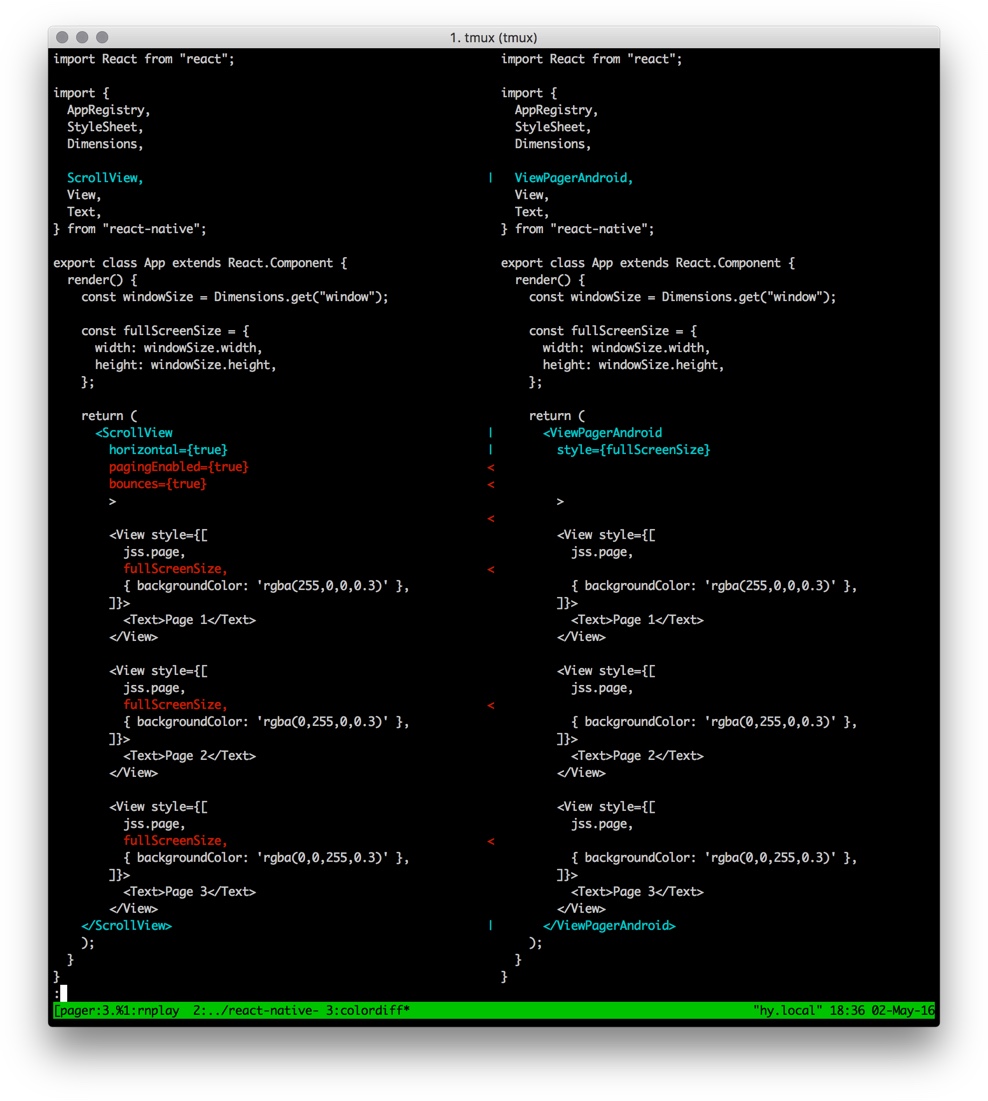 1. tmux (tmux)
import React from "react";                                      import React from "react";

import {                                                        import {
  AppRegistry,                                                    AppRegistry,
  StyleSheet,                                                     StyleSheet,
  Dimensions,                                                     Dimensions,

  ScrollView,                                                 |   ViewPagerAndroid,
  View,                                                           View,
  Text,                                                           Text,
} from "react-native";                                          } from "react-native";

export class App extends React.Component {                      export class App extends React.Component {
  render() {                                                      render() {
    const windowSize = Dimensions.get("window");                    const windowSize = Dimensions.get("window");

    const fullScreenSize = {                                        const fullScreenSize = {
      width: windowSize.width,                                        width: windowSize.width,
      height: windowSize.height,                                      height: windowSize.height,
    };                                                              };

    return (                                                        return (
      <ScrollView                                             |       <ViewPagerAndroid
        horizontal={true}                                     |         style={fullScreenSize}
        pagingEnabled={true}                                  <
        bounces={true}                                        <
        >                                                               >
                                                              <
        <View style={[                                                  <View style={[
          jss.page,                                                       jss.page,
          fullScreenSize,                                     <
          { backgroundColor: 'rgba(255,0,0,0.3)' },                       { backgroundColor: 'rgba(255,0,0,0.3)' },
        ]}>                                                             ]}>
          <Text>Page 1</Text>                                             <Text>Page 1</Text>
        </View>                                                         </View>

        <View style={[                                                  <View style={[
          jss.page,                                                       jss.page,
          fullScreenSize,                                     <
          { backgroundColor: 'rgba(0,255,0,0.3)' },                       { backgroundColor: 'rgba(0,255,0,0.3)' },
        ]}>                                                             ]}>
          <Text>Page 2</Text>                                             <Text>Page 2</Text>
        </View>                                                         </View>

        <View style={[                                                  <View style={[
          jss.page,                                                       jss.page,
          fullScreenSize,                                     <
          { backgroundColor: 'rgba(0,0,255,0.3)' },                       { backgroundColor: 'rgba(0,0,255,0.3)' },
        ]}>                                                             ]}>
          <Text>Page 3</Text>                                             <Text>Page 3</Text>
        </View>                                                         </View>
    </ScrollView>                                             |       </ViewPagerAndroid>
    );                                                              );
  }                                                               }
}                                                               }
:
[pager:3.%1:rnplay  2:../react-native- 3:colordiff*                                                 "hy.local" 18:36 02-May-16